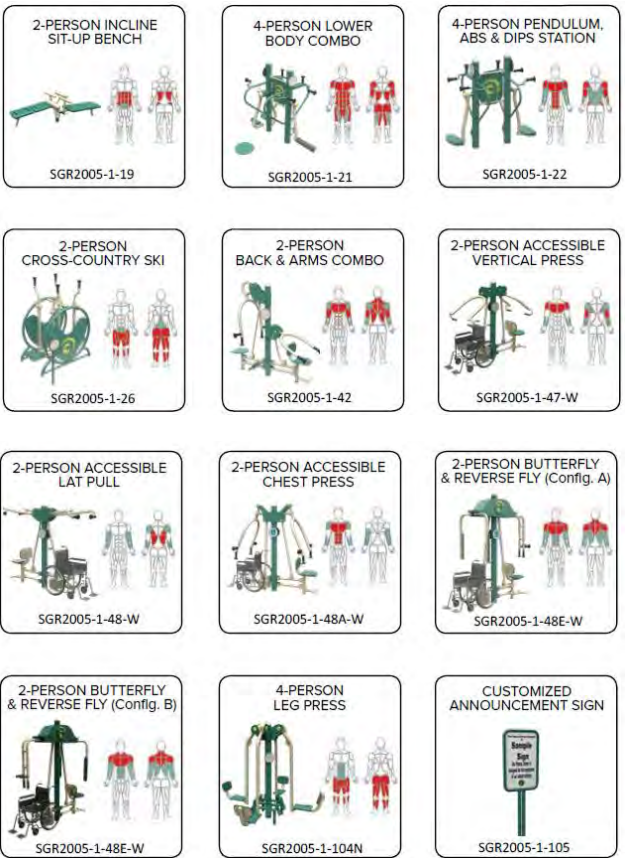 2-PERSON INCLINE
SIT-UP BENCH
SGR2005-1-19
4-PERSON LOWER
BODY COMBO
SGR2005-1-21
4-PERSON PENDULUM,
ABS & DIPS STATION
SGR2005-1-22
2-PERSON
CROSS-COUNTRY SKI
SGR2005-1-26
2-PERSON
BACK & ARMS COMBO
SGR2005-1-42
2-PERSON ACCESSIBLE
VERTICAL PRESS
SGR2005-1-47-W
2-PERSON ACCESSIBLE
LAT PULL
SGR2005-1-48-W
2-PERSON ACCESSIBLE
CHEST PRESS
SGR2005-1-48A-W
2-PERSON BUTTERFLY
& REVERSE FLY (Config. A)
SGR2005-1-48E-W
2-PERSON BUTTERFLY
& REVERSE FLY (Config. B)
SGR2005-1-48E-W
4-PERSON
LEG PRESS
SGR2005-1-104N
CUSTOMIZED
ANNOUNCEMENT SIGN
Sample
Sign
SGR2005-1-105